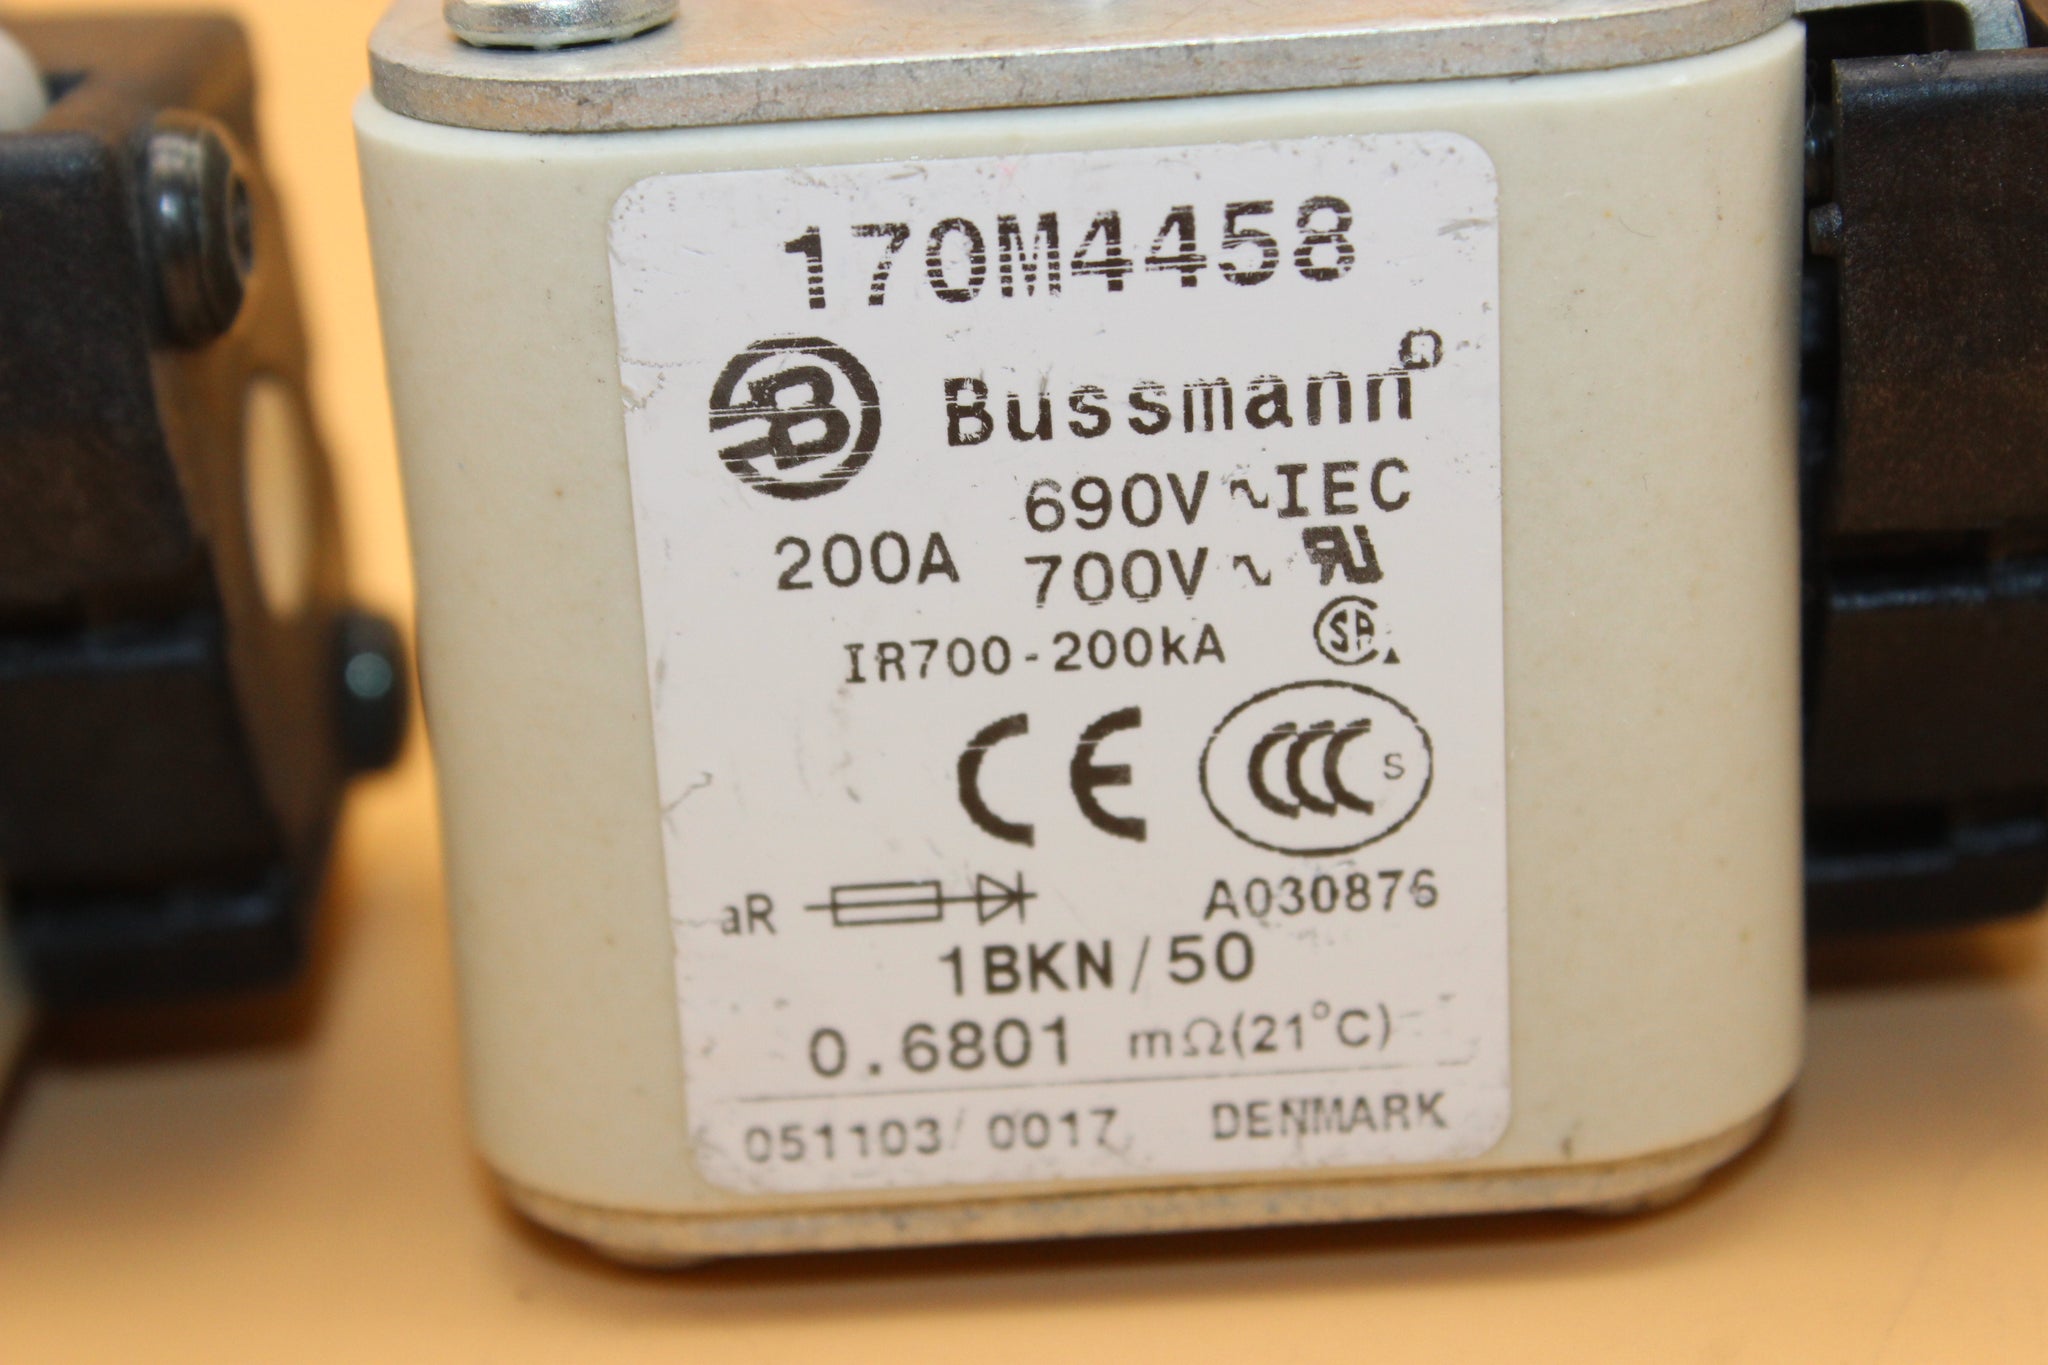 170M4458
Bussmann®
690V~IEC
200A 700V~
IR700-200kA
CE CCC S
aR A030876
1BKN/50
0.6801 mΩ(21°C)
051103/0017 DENMARK